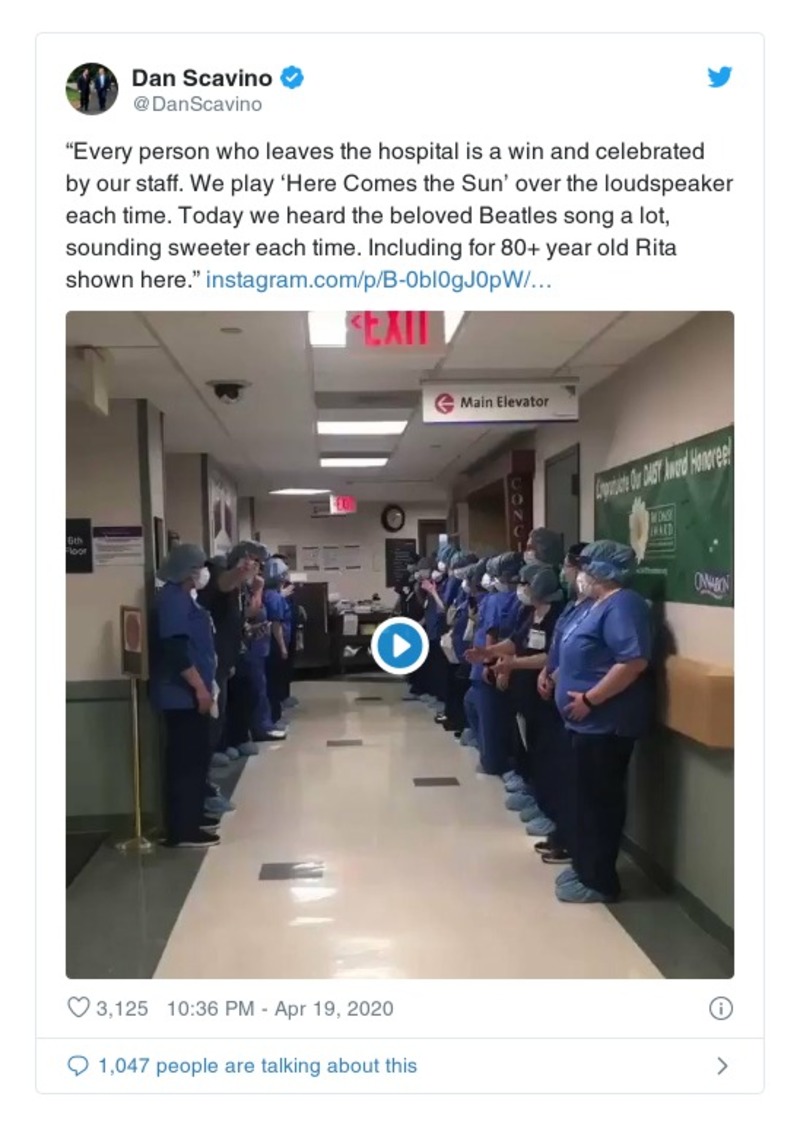 Dan Scavino
@DanScavino
“Every person who leaves the hospital is a win and celebrated
by our staff. We play ‘Here Comes the Sun’ over the loudspeaker
each time. Today we heard the beloved Beatles song a lot,
sounding sweeter each time. Including for 80+ year old Rita
shown here.” instagram.com/p/B-0bl0gJ0pW/…
<EXIT
Main Elevator
Congratulate Our DAISY Award Honoree!
EXIT
CONC
6th
Floor
THE DAISY
AWARD
3,125 10:36 PM - Apr 19, 2020
1,047 people are talking about this